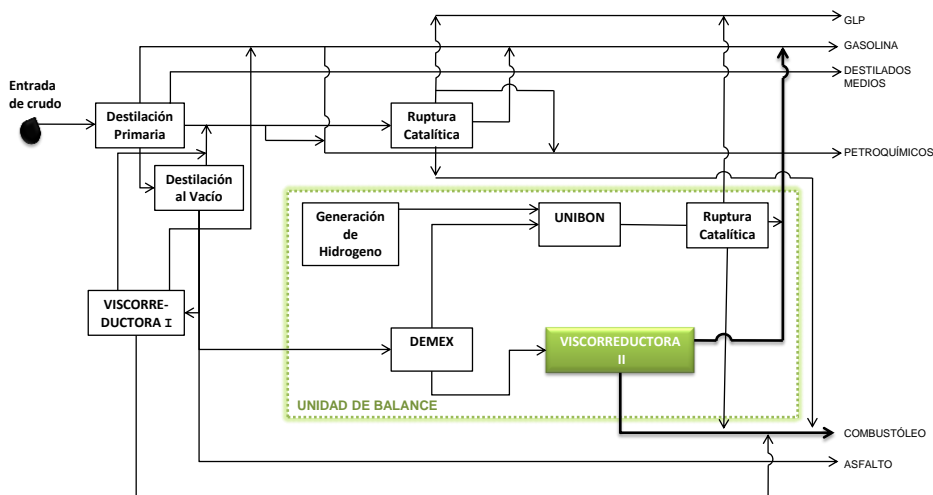 GLP
GASOLINA
DESTILADOS
MEDIOS
Entrada
de crudo
Destilación
Primaria
Ruptura
Catalítica
PETROQUÍMICOS
Destilación
al Vacío
Generación
de
Hidrogeno
UNIBON
Ruptura
Catalítica
VISCORRE-
DUCTORA I
DEMEX
VISCORREDUCTORA
II
UNIDAD DE BALANCE
COMBUSTÓLEO
ASFALTO